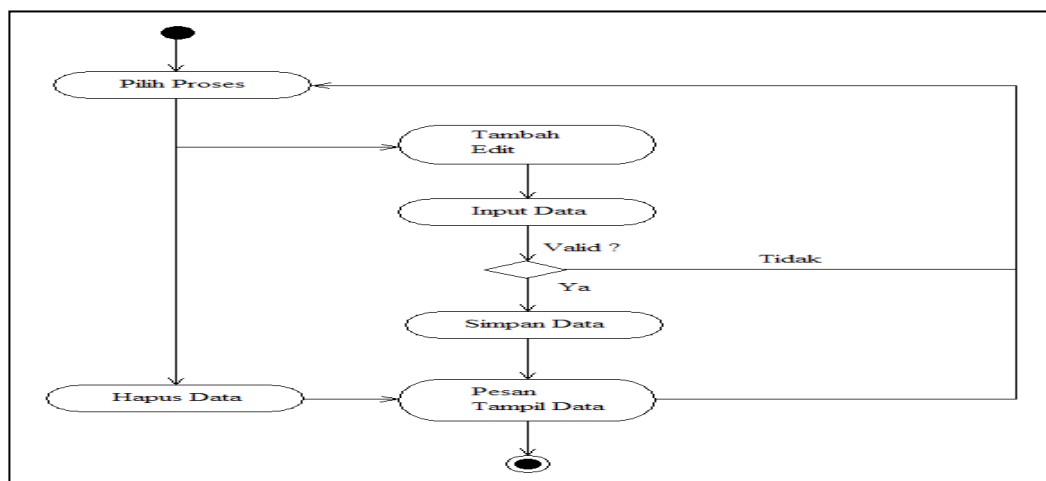 Pilih Proses
Tambah
Edit
Input Data
Valid ?
Tidak
Ya
Simpan Data
Hapus Data
Pesan
Tampil Data